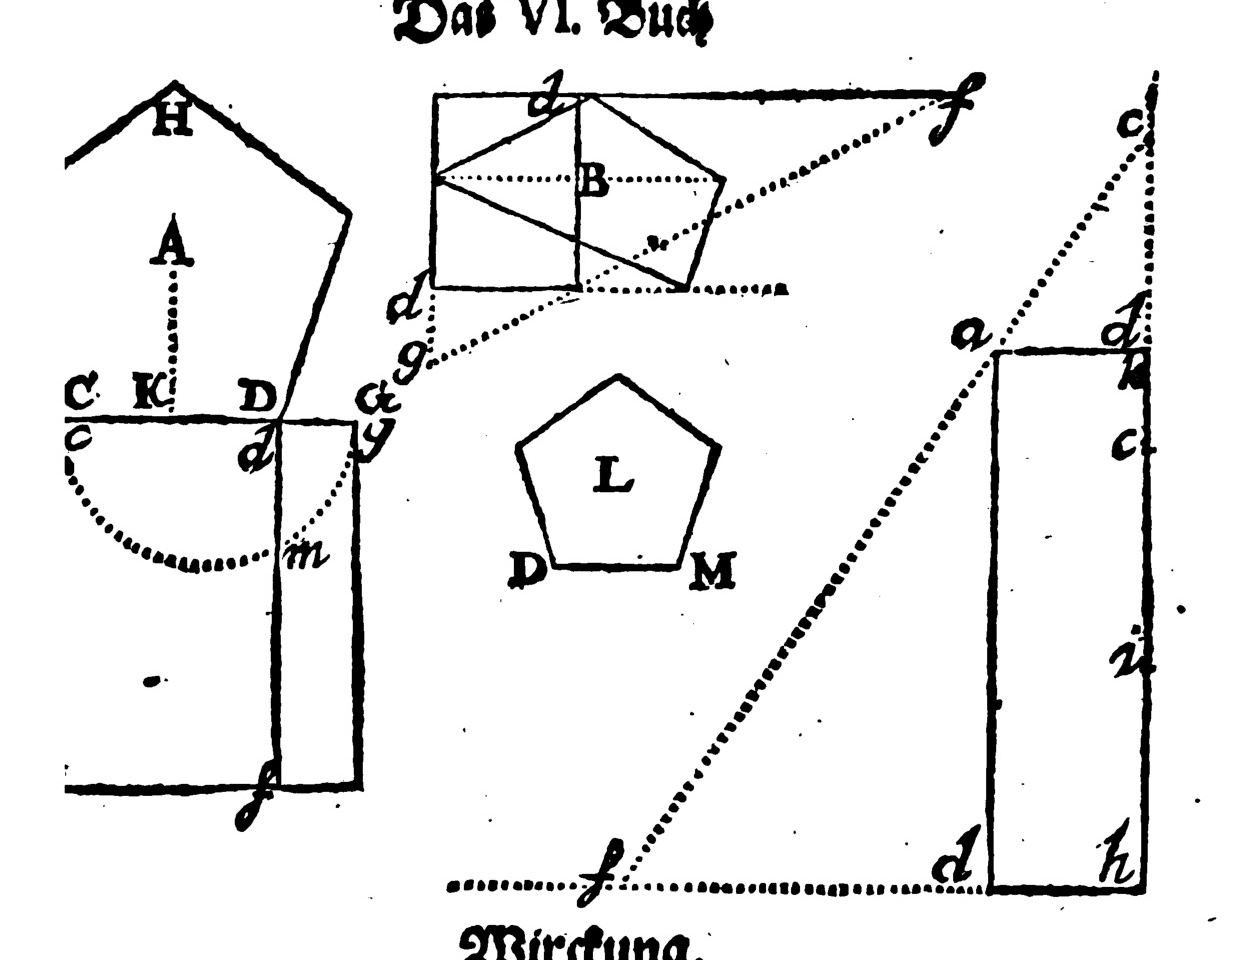 Das VI. Buch
d f
H c
B
A
d a d
g k
C K D G
c d g c
L
m
D M
i
f
f d h
Wirckung.